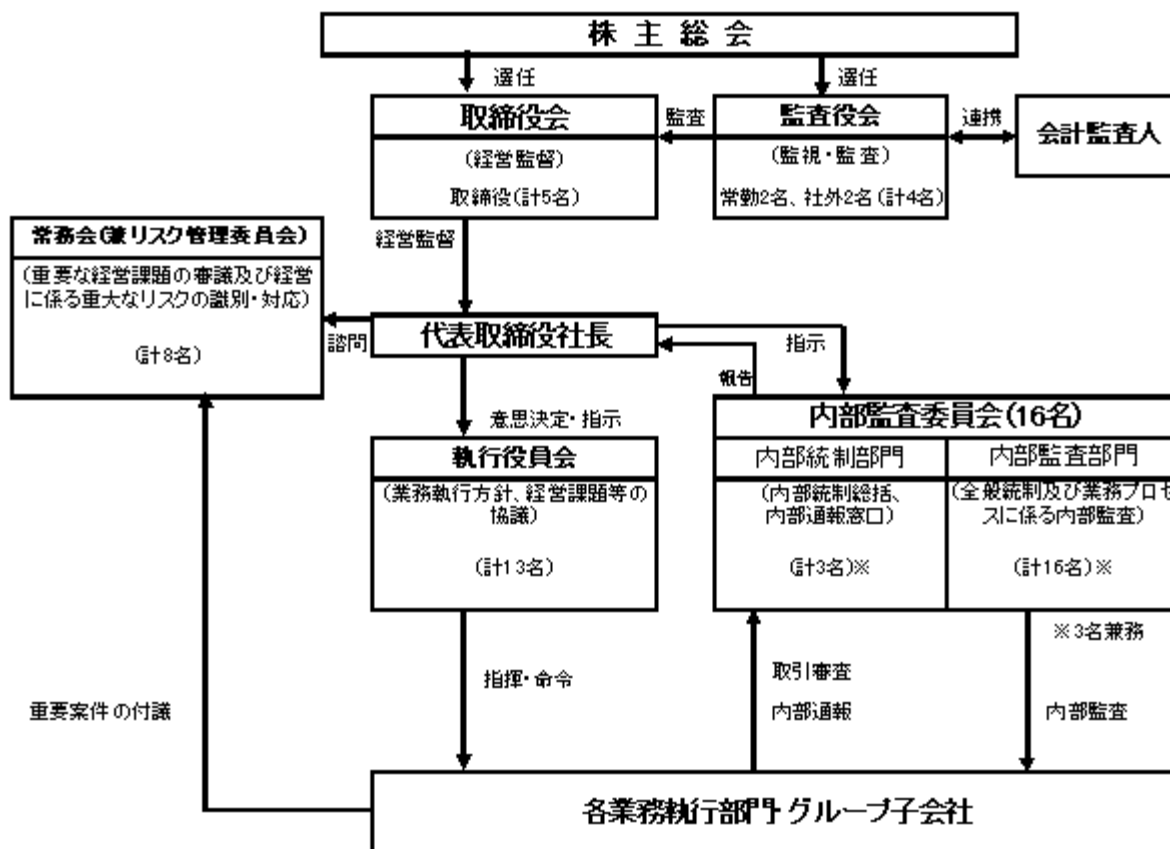 株主総会
選任
選任
取締役会
(経営監督)
取締役(計5名)
監査
監査役会
(監視・監査)
常勤2名、社外2名(計4名)
連携
会計監査人
常務会(兼リスク管理委員会)
(重要な経営課題の審議及び経営
に係る重大なリスクの識別・対応)
(計8名)
経営監督
代表取締役社長
諮問
指示
報告
意思決定・指示
執行役員会
(業務執行方針、経営課題等の
協議)
(計13名)
内部監査委員会(16名)
内部統制部門
(内部統制総括、
内部通報窓口)
(計3名)※
内部監査部門
(全般統制及び業務プロセ
スに係る内部監査)
(計16名)※
※3名兼務
指揮・命令
取引審査
内部通報
内部監査
重要案件の付議
各業務執行部門・グループ子会社